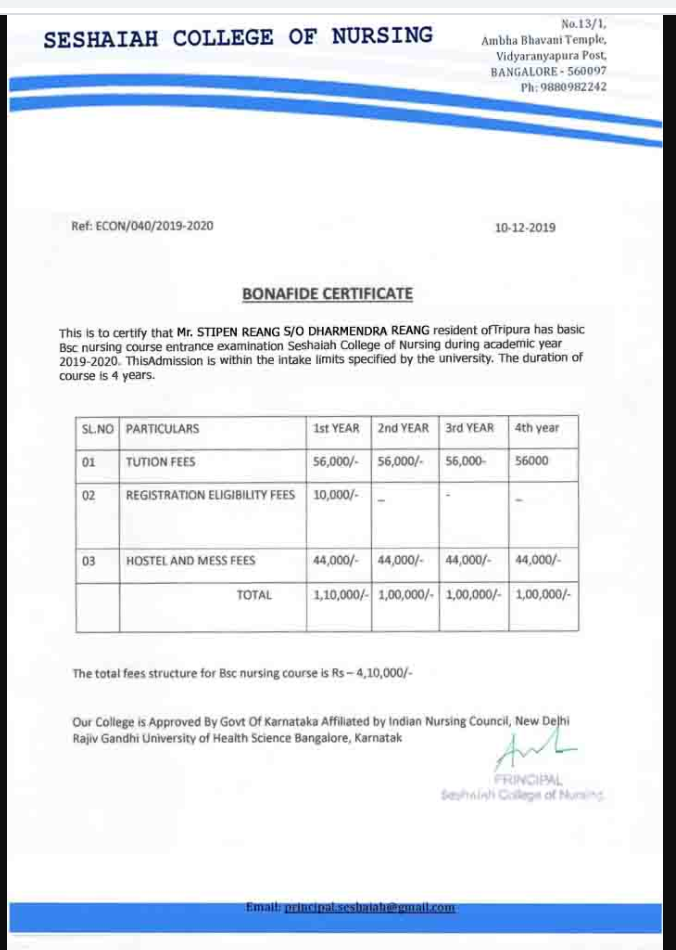 SESHAIAH COLLEGE OF NURSING
No.13/1,
Ambha Bhavani Temple,
Vidyaranyapura Post,
BANGALORE - 560097
Ph: 9880982242
Ref: ECON/040/2019-2020 10-12-2019
BONAFIDE CERTIFICATE
This is to certify that Mr. STIPEN REANG S/O DHARMENDRA REANG resident ofTripura has basic
Bsc nursing course entrance examination Seshaiah College of Nursing during academic year
2019-2020. ThisAdmission is within the intake limits specified by the university. The duration of
course is 4 years.
SL.NO PARTICULARS 1st YEAR 2nd YEAR 3rd YEAR 4th year
01 TUTION FEES 56,000/- 56,000/- 56,000- 56000
02 REGISTRATION ELIGIBILITY FEES 10,000/- – - –
03 HOSTEL AND MESS FEES 44,000/- 44,000/- 44,000/- 44,000/-
TOTAL 1,10,000/- 1,00,000/- 1,00,000/- 1,00,000/-
The total fees structure for Bsc nursing course is Rs – 4,10,000/-
Our College is Approved By Govt Of Karnataka Affiliated by Indian Nursing Council, New Delhi
Rajiv Gandhi University of Health Science Bangalore, Karnatak
PRINCIPAL
Seshaiah College of Nursing
Email: principal.seshaiah@gmail.com